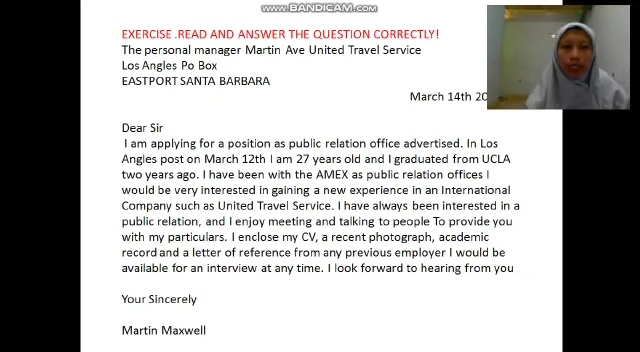 WWW.BANDICAM.COM
EXERCISE .READ AND ANSWER THE QUESTION CORRECTLY!
The personal manager Martin Ave United Travel Service
Los Angles Po Box
EASTPORT SANTA BARBARA
March 14th
Dear Sir
I am applying for a position as public relation office advertised. In Los
Angles post on March 12th I am 27 years old and I graduated from UCLA
two years ago. I have been with the AMEX as public relation offices I
would be very interested in gaining a new experience in an International
Company such as United Travel Service. I have always been interested in a
public relation, and I enjoy meeting and talking to people To provide you
with my particulars. I enclose my CV, a recent photograph, academic
record and a letter of reference from any previous employer I would be
available for an interview at any time. I look forward to hearing from you
Your Sincerely
Martin Maxwell